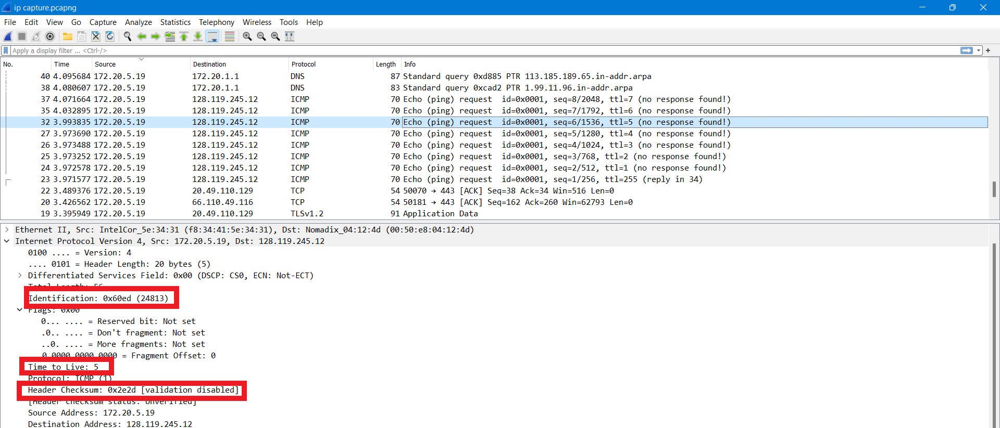 ip capture.pcapng
File Edit View Go Capture Analyze Statistics Telephony Wireless Tools Help
Apply a display filter ... <Ctrl-/>
No. Time Source Destination Protocol Length Info
40 4.095684 172.20.5.19 172.20.1.1 DNS 87 Standard query 0xd885 PTR 113.185.189.65.in-addr.arpa
38 4.080607 172.20.5.19 172.20.1.1 DNS 83 Standard query 0xcad2 PTR 1.99.11.96.in-addr.arpa
37 4.071664 172.20.5.19 128.119.245.12 ICMP 70 Echo (ping) request id=0x0001, seq=8/2048, ttl=7 (no response found!)
35 4.032895 172.20.5.19 128.119.245.12 ICMP 70 Echo (ping) request id=0x0001, seq=7/1792, ttl=6 (no response found!)
32 3.993835 172.20.5.19 128.119.245.12 ICMP 70 Echo (ping) request id=0x0001, seq=6/1536, ttl=5 (no response found!)
27 3.973690 172.20.5.19 128.119.245.12 ICMP 70 Echo (ping) request id=0x0001, seq=5/1280, ttl=4 (no response found!)
26 3.973488 172.20.5.19 128.119.245.12 ICMP 70 Echo (ping) request id=0x0001, seq=4/1024, ttl=3 (no response found!)
25 3.973252 172.20.5.19 128.119.245.12 ICMP 70 Echo (ping) request id=0x0001, seq=3/768, ttl=2 (no response found!)
24 3.972578 172.20.5.19 128.119.245.12 ICMP 70 Echo (ping) request id=0x0001, seq=2/512, ttl=1 (no response found!)
23 3.971577 172.20.5.19 128.119.245.12 ICMP 70 Echo (ping) request id=0x0001, seq=1/256, ttl=255 (reply in 34)
22 3.489376 172.20.5.19 20.49.110.129 TCP 54 50070 → 443 [ACK] Seq=38 Ack=34 Win=516 Len=0
20 3.426562 172.20.5.19 66.110.49.116 TCP 54 50181 → 443 [ACK] Seq=162 Ack=260 Win=62793 Len=0
19 3.395949 172.20.5.19 20.49.110.129 TLSv1.2 91 Application Data
Ethernet II, Src: IntelCor_5e:34:31 (f8:34:41:5e:34:31), Dst: Nomadix_04:12:4d (00:50:e8:04:12:4d)
Internet Protocol Version 4, Src: 172.20.5.19, Dst: 128.119.245.12
0100 .... = Version: 4
.... 0101 = Header Length: 20 bytes (5)
Differentiated Services Field: 0x00 (DSCP: CS0, ECN: Not-ECT)
Total Length: 56
Identification: 0x60ed (24813)
Flags: 0x00
0... .... = Reserved bit: Not set
.0.. .... = Don't fragment: Not set
..0. .... = More fragments: Not set
...0 0000 0000 0000 = Fragment Offset: 0
Time to Live: 5
Protocol: ICMP (1)
Header Checksum: 0x2e2d [validation disabled]
[Header checksum status: Unverified]
Source Address: 172.20.5.19
Destination Address: 128.119.245.12